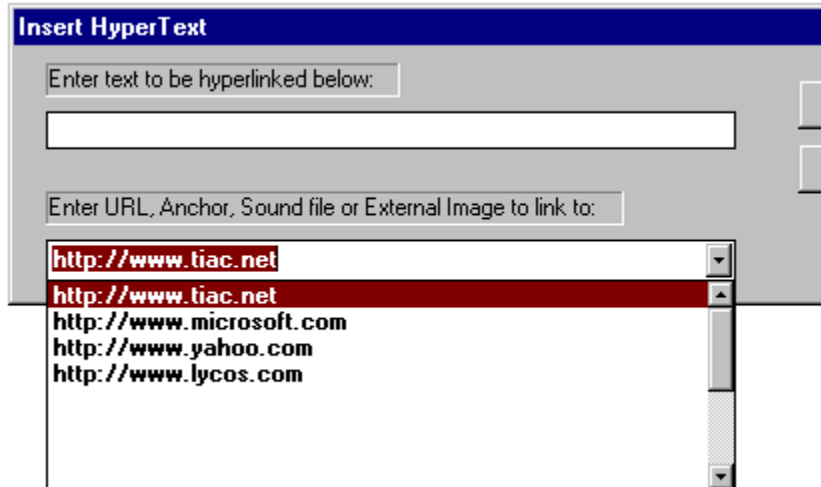 Insert HyperText
Enter text to be hyperlinked below:
Enter URL, Anchor, Sound file or External Image to link to:
http://www.tiac.net
http://www.tiac.net
http://www.microsoft.com
http://www.yahoo.com
http://www.lycos.com